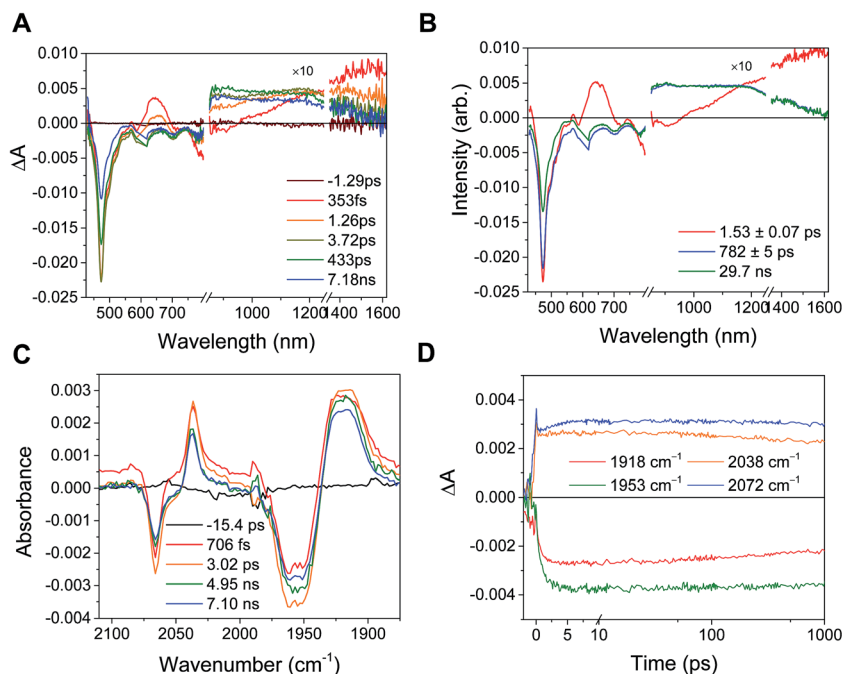 A
0.010
0.005
0.000
-0.005
-0.010
-0.015
-0.020
-0.025
ΔA
×10
-1.29ps
353fs
1.26ps
3.72ps
433ps
7.18ns
500 600 700 1000 1200 1400 1600
Wavelength (nm)
B
0.010
0.005
0.000
-0.005
-0.010
-0.015
-0.020
-0.025
Intensity (arb.)
×10
1.53 ± 0.07 ps
782 ± 5 ps
29.7 ns
500 600 700 1000 1200 1400 1600
Wavelength (nm)
C
0.003
0.002
0.001
0.000
-0.001
-0.002
-0.003
-0.004
Absorbance
-15.4 ps
706 fs
3.02 ps
4.95 ns
7.10 ns
2100 2050 2000 1950 1900
Wavenumber (cm⁻¹)
D
0.004
0.002
0.000
-0.002
-0.004
ΔA
1918 cm⁻¹ 2038 cm⁻¹
1953 cm⁻¹ 2072 cm⁻¹
0 5 10 100 1000
Time (ps)